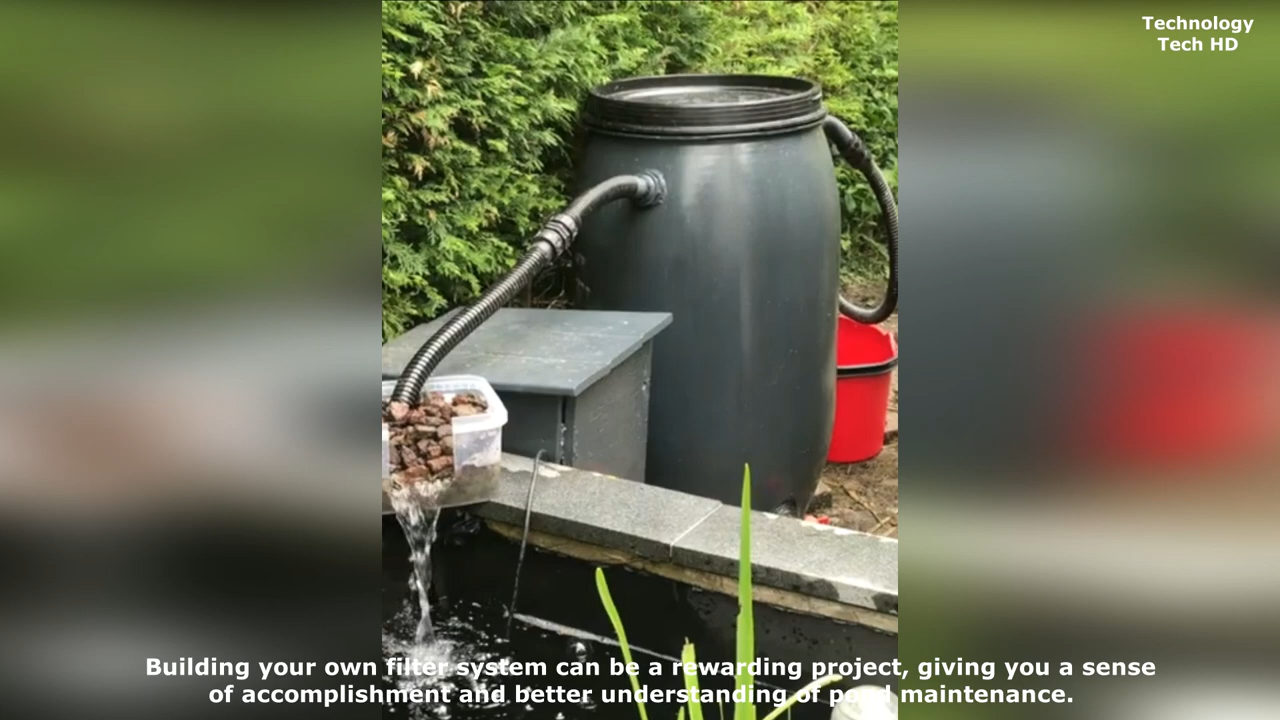 Technology
Tech HD
Building your own filter system can be a rewarding project, giving you a sense
of accomplishment and better understanding of pond maintenance.